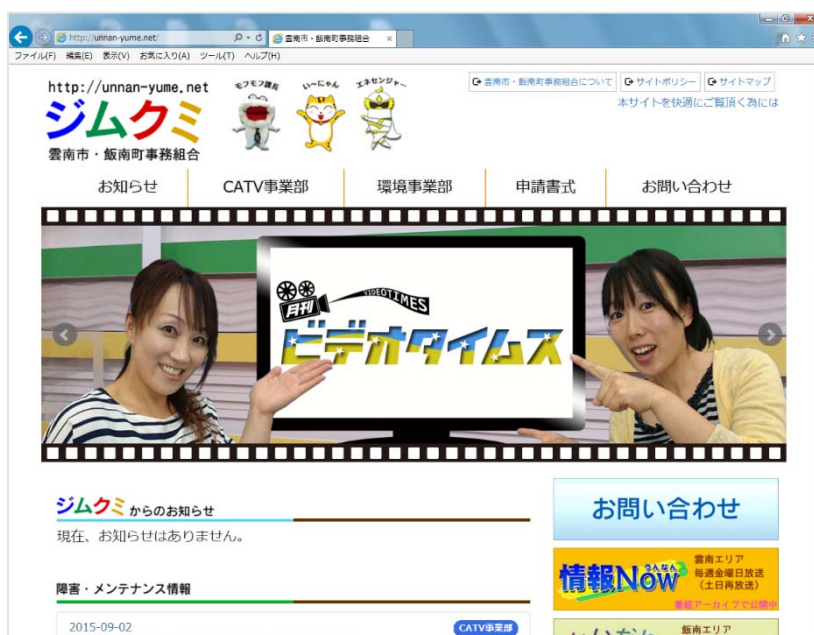 http://unnan-yume.net/
雲南市・飯南町事務組合
ファイル(F) 編集(E) 表示(V) お気に入り(A) ツール(T) ヘルプ(H)
http://unnan-yume.net
ジムクミ
雲南市・飯南町事務組合
モフモフ課長
い〜にゃん
エネセンジャー
雲南市・飯南町事務組合について
サイトポリシー
サイトマップ
本サイトを快適にご覧頂く為には
お知らせ
CATV事業部
環境事業部
申請書式
お問い合わせ
月刊
VIDEOTIMES
ビデオタイムス
ジムクミからのお知らせ
現在、お知らせはありません。
障害・メンテナンス情報
2015-09-02
CATV事業部
お問い合わせ
うんなん
情報Now
雲南エリア
毎週金曜日放送
(土日再放送)
番組アーカイブで公開中
飯南エリア